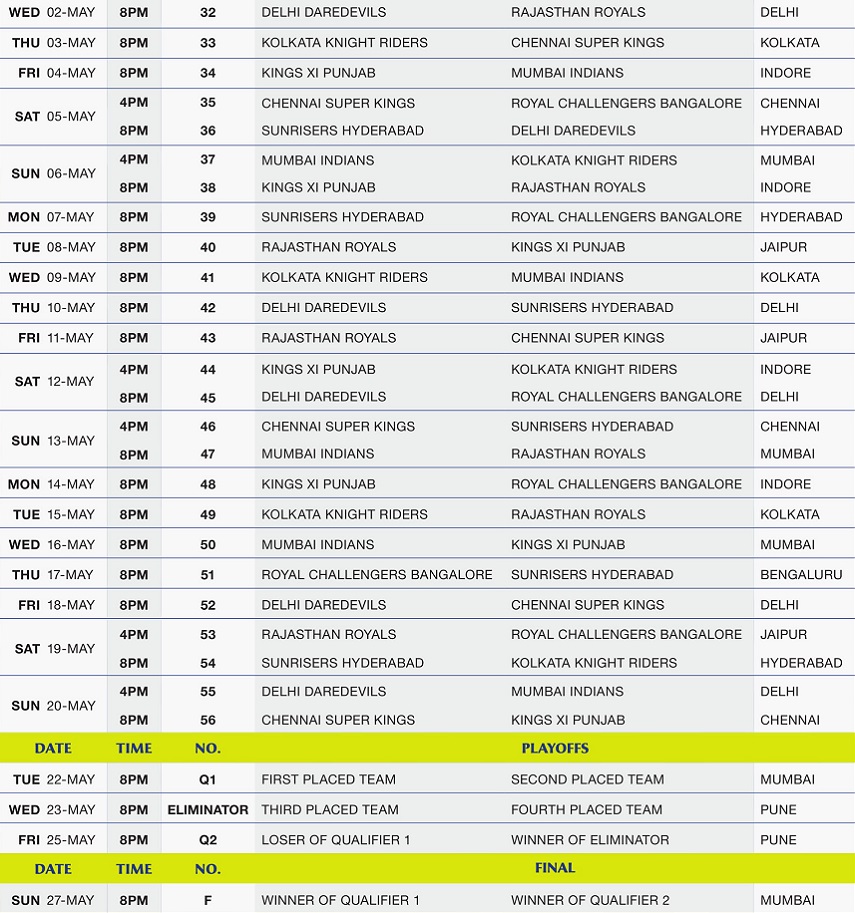 WED 02-MAY 8PM 32 DELHI DAREDEVILS RAJASTHAN ROYALS DELHI
THU 03-MAY 8PM 33 KOLKATA KNIGHT RIDERS CHENNAI SUPER KINGS KOLKATA
FRI 04-MAY 8PM 34 KINGS XI PUNJAB MUMBAI INDIANS INDORE
SAT 05-MAY 4PM 35 CHENNAI SUPER KINGS ROYAL CHALLENGERS BANGALORE CHENNAI
8PM 36 SUNRISERS HYDERABAD DELHI DAREDEVILS HYDERABAD
SUN 06-MAY 4PM 37 MUMBAI INDIANS KOLKATA KNIGHT RIDERS MUMBAI
8PM 38 KINGS XI PUNJAB RAJASTHAN ROYALS INDORE
MON 07-MAY 8PM 39 SUNRISERS HYDERABAD ROYAL CHALLENGERS BANGALORE HYDERABAD
TUE 08-MAY 8PM 40 RAJASTHAN ROYALS KINGS XI PUNJAB JAIPUR
WED 09-MAY 8PM 41 KOLKATA KNIGHT RIDERS MUMBAI INDIANS KOLKATA
THU 10-MAY 8PM 42 DELHI DAREDEVILS SUNRISERS HYDERABAD DELHI
FRI 11-MAY 8PM 43 RAJASTHAN ROYALS CHENNAI SUPER KINGS JAIPUR
SAT 12-MAY 4PM 44 KINGS XI PUNJAB KOLKATA KNIGHT RIDERS INDORE
8PM 45 DELHI DAREDEVILS ROYAL CHALLENGERS BANGALORE DELHI
SUN 13-MAY 4PM 46 CHENNAI SUPER KINGS SUNRISERS HYDERABAD CHENNAI
8PM 47 MUMBAI INDIANS RAJASTHAN ROYALS MUMBAI
MON 14-MAY 8PM 48 KINGS XI PUNJAB ROYAL CHALLENGERS BANGALORE INDORE
TUE 15-MAY 8PM 49 KOLKATA KNIGHT RIDERS RAJASTHAN ROYALS KOLKATA
WED 16-MAY 8PM 50 MUMBAI INDIANS KINGS XI PUNJAB MUMBAI
THU 17-MAY 8PM 51 ROYAL CHALLENGERS BANGALORE SUNRISERS HYDERABAD BENGALURU
FRI 18-MAY 8PM 52 DELHI DAREDEVILS CHENNAI SUPER KINGS DELHI
SAT 19-MAY 4PM 53 RAJASTHAN ROYALS ROYAL CHALLENGERS BANGALORE JAIPUR
8PM 54 SUNRISERS HYDERABAD KOLKATA KNIGHT RIDERS HYDERABAD
SUN 20-MAY 4PM 55 DELHI DAREDEVILS MUMBAI INDIANS DELHI
8PM 56 CHENNAI SUPER KINGS KINGS XI PUNJAB CHENNAI
DATE TIME NO. PLAYOFFS
TUE 22-MAY 8PM Q1 FIRST PLACED TEAM SECOND PLACED TEAM MUMBAI
WED 23-MAY 8PM ELIMINATOR THIRD PLACED TEAM FOURTH PLACED TEAM PUNE
FRI 25-MAY 8PM Q2 LOSER OF QUALIFIER 1 WINNER OF ELIMINATOR PUNE
DATE TIME NO. FINAL
SUN 27-MAY 8PM F WINNER OF QUALIFIER 1 WINNER OF QUALIFIER 2 MUMBAI